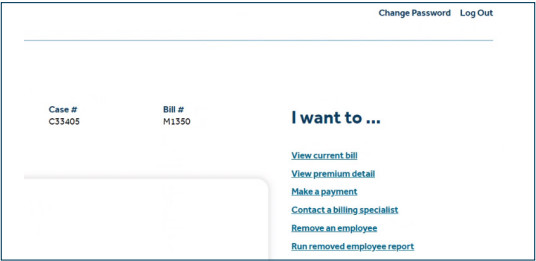 Change Password Log Out
Case # Bill #
C33405 M1350
I want to ...
View current bill
View premium detail
Make a payment
Contact a billing specialist
Remove an employee
Run removed employee report